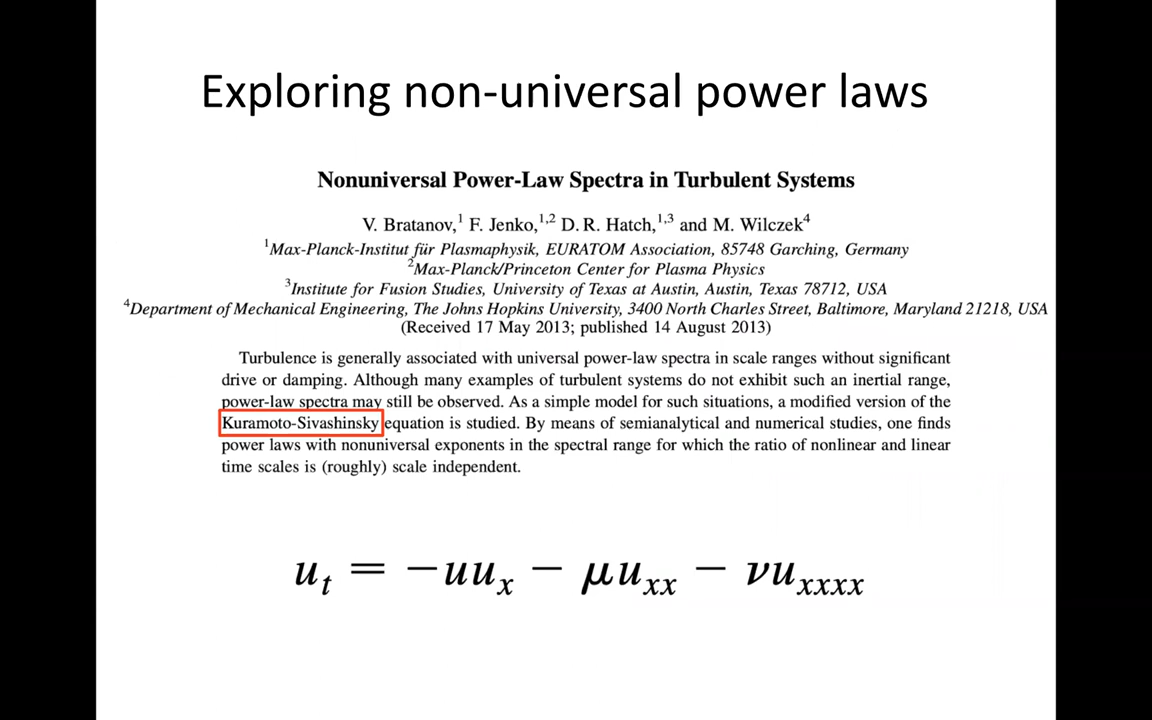 Exploring non-universal power laws
Nonuniversal Power-Law Spectra in Turbulent Systems
V. Bratanov,¹ F. Jenko,¹,² D. R. Hatch,¹,³ and M. Wilczek⁴
¹Max-Planck-Institut für Plasmaphysik, EURATOM Association, 85748 Garching, Germany
²Max-Planck/Princeton Center for Plasma Physics
³Institute for Fusion Studies, University of Texas at Austin, Austin, Texas 78712, USA
⁴Department of Mechanical Engineering, The Johns Hopkins University, 3400 North Charles Street, Baltimore, Maryland 21218, USA
(Received 17 May 2013; published 14 August 2013)
Turbulence is generally associated with universal power-law spectra in scale ranges without significant
drive or damping. Although many examples of turbulent systems do not exhibit such an inertial range,
power-law spectra may still be observed. As a simple model for such situations, a modified version of the
Kuramoto-Sivashinsky equation is studied. By means of semianalytical and numerical studies, one finds
power laws with nonuniversal exponents in the spectral range for which the ratio of nonlinear and linear
time scales is (roughly) scale independent.
u_t = −uu_x − μu_xx − νu_xxxx